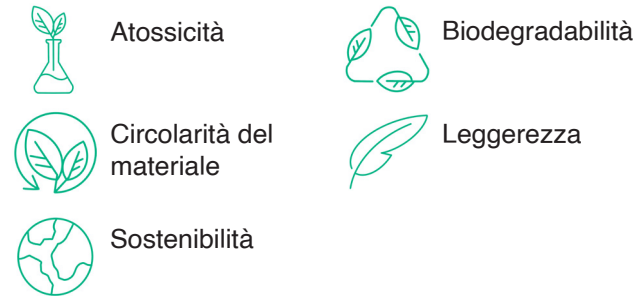 Atossicità
Biodegradabilità
Circolarità del
materiale
Leggerezza
Sostenibilità